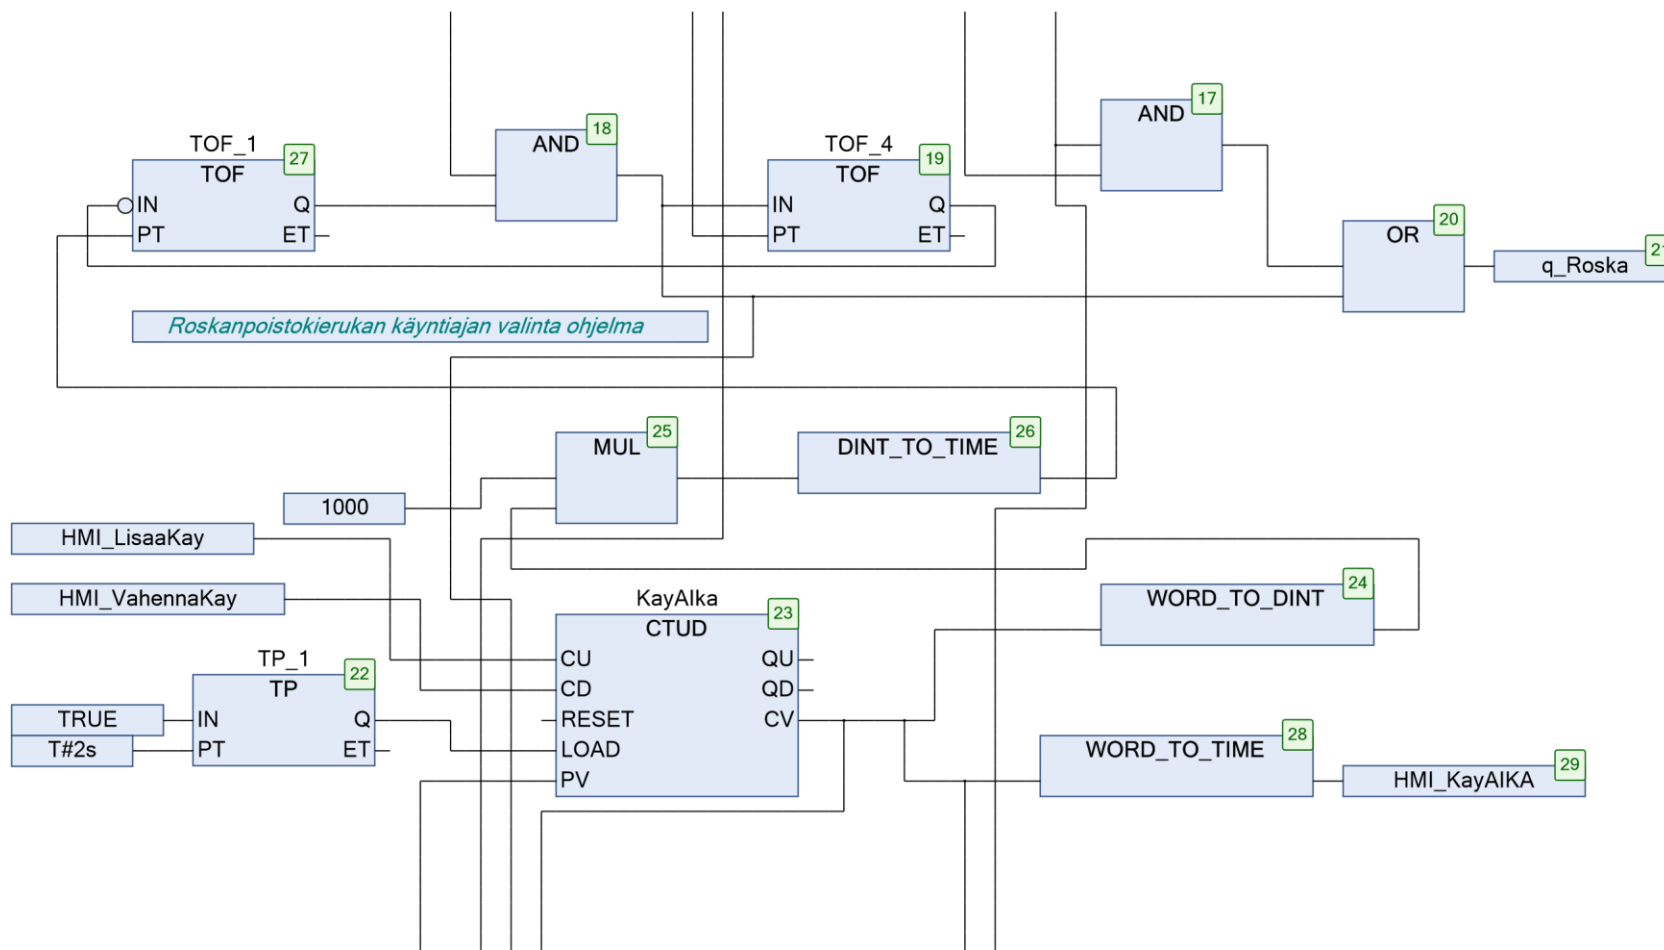 17
AND
18
AND
TOF_1
27
TOF
IN
Q
PT
ET
TOF_4
19
TOF
IN
Q
PT
ET
20
OR
21
q_Roska
Roskanpoistokierukan käyntiajan valinta ohjelma
25
MUL
26
DINT_TO_TIME
1000
HMI_LisaaKay
HMI_VahennaKay
KayAIka
23
CTUD
CU
QU
CD
QD
RESET
CV
LOAD
PV
24
WORD_TO_DINT
TP_1
22
TP
TRUE
IN
Q
T#2s
PT
ET
28
WORD_TO_TIME
29
HMI_KayAIKA